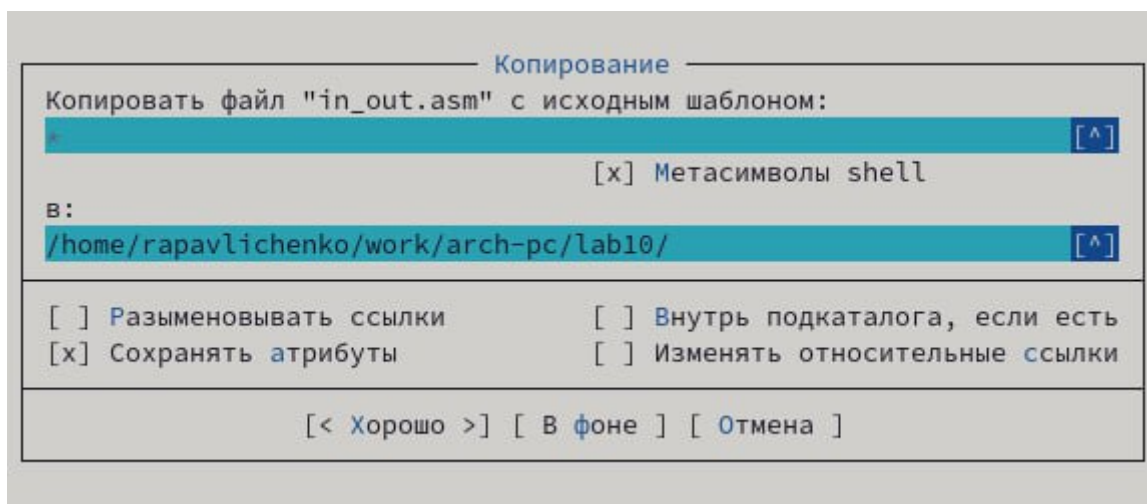 Копирование
Копировать файл "in_out.asm" с исходным шаблоном:
* [^]
[x] Метасимволы shell
в:
/home/rapavlichenko/work/arch-pc/lab10/ [^]
[ ] Разыменовывать ссылки [ ] Внутрь подкаталога, если есть
[x] Сохранять атрибуты [ ] Изменять относительные ссылки
[< Хорошо >] [ В фоне ] [ Отмена ]